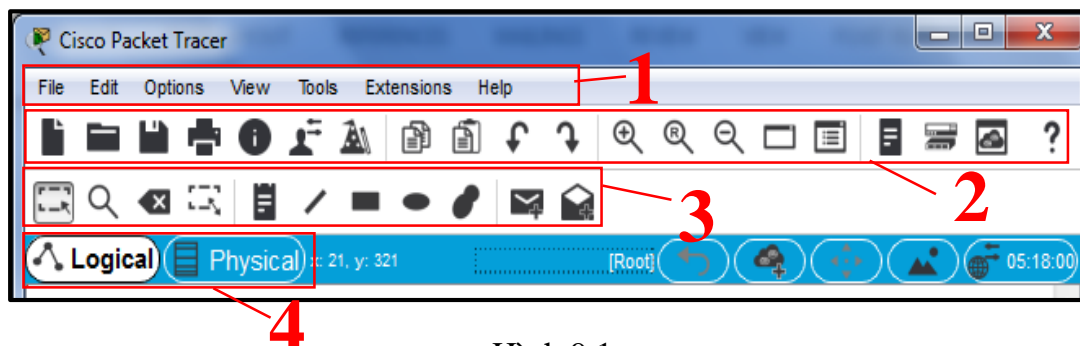 Cisco Packet Tracer
X
File Edit Options View Tools Extensions Help
1
R
?
2
3
Logical Physical x: 21, y: 321 [Root] 05:18:00
4